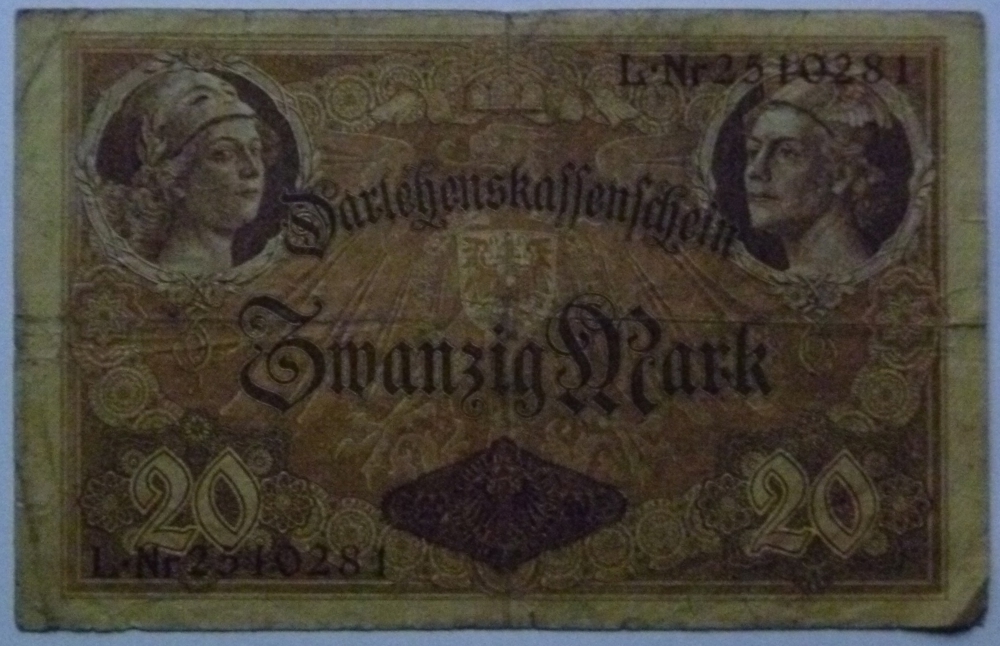 L·Nr 2510281
Darlehenskassenschein
Zwanzig Mark
20 20
L·Nr 2510281